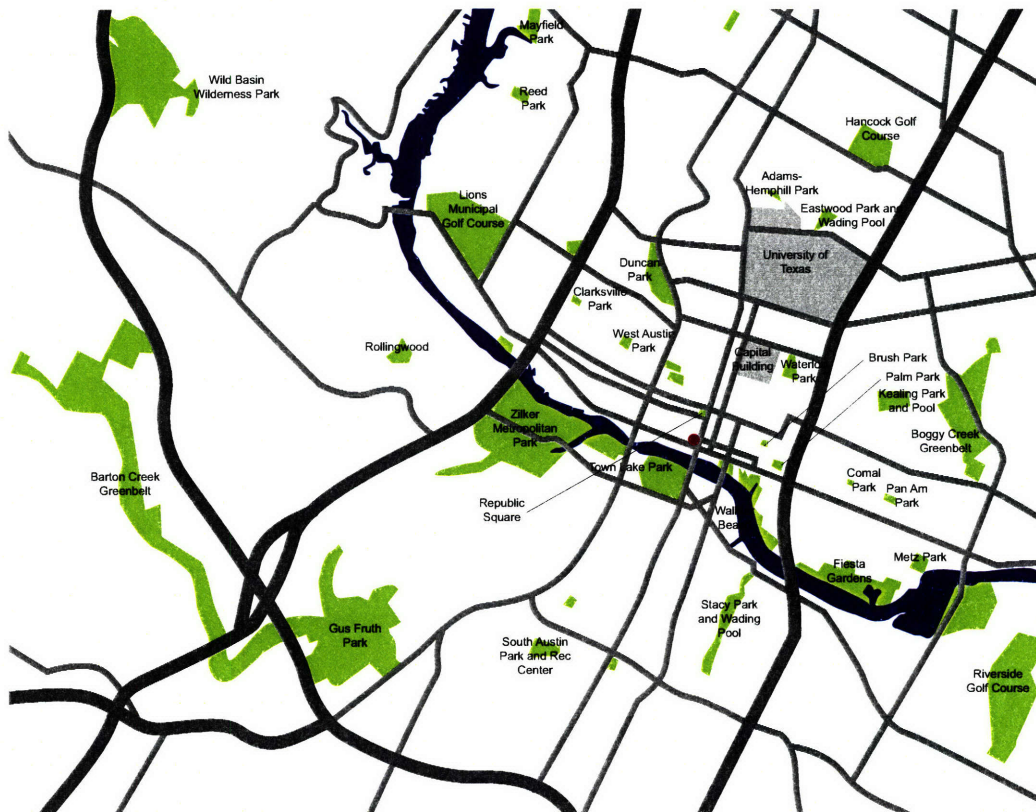 Mayfield
Park
Wild Basin
Wilderness Park
Reed
Park
Hancock Golf
Course
Adams-
Hemphill Park
Lions
Municipal
Golf Course
Eastwood Park and
Wading Pool
University of
Texas
Duncan
Park
Clarksville
Park
West Austin
Park
Rollingwood
Capital
Building
Waterloo
Park
Brush Park
Palm Park
Kealing Park
and Pool
Zilker
Metropolitan
Park
Boggy Creek
Greenbelt
Town Lake Park
Barton Creek
Greenbelt
Comal
Park
Pan Am
Park
Republic
Square
Metz Park
Fiesta
Gardens
Stacy Park
and Wading
Pool
Gus Fruth
Park
South Austin
Park and Rec
Center
Riverside
Golf Course